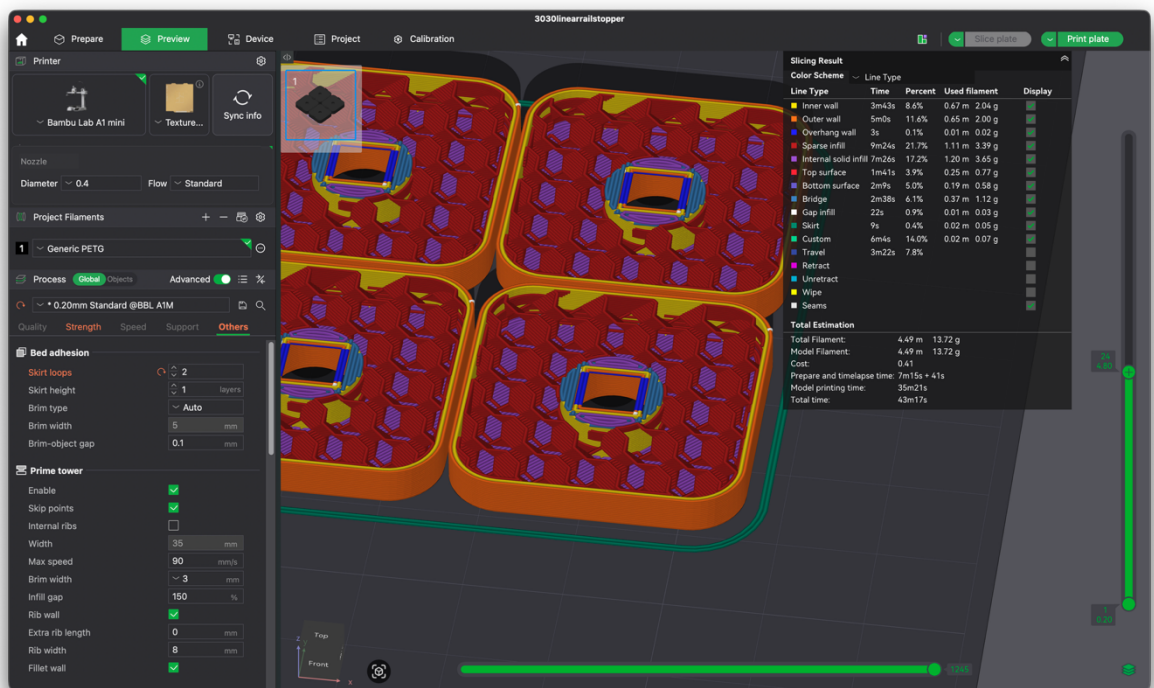 3030linearrailstopper
Prepare
Preview
Device
Project
Calibration
Slice plate
Print plate
Printer
Bambu Lab A1 mini
Texture...
Sync info
Nozzle
Diameter 0.4 Flow Standard
Project Filaments
1 Generic PETG
Process Global Objects Advanced
* 0.20mm Standard @BBL A1M
Quality Strength Speed Support Others
Bed adhesion
Skirt loops 2
Skirt height 1 layers
Brim type Auto
Brim width 5 mm
Brim-object gap 0.1 mm
Prime tower
Enable
Skip points
Internal ribs
Width 35 mm
Max speed 90 mm/s
Brim width 3 mm
Infill gap 150 %
Rib wall
Extra rib length 0 mm
Rib width 8 mm
Fillet wall
1
Slicing Result
Color Scheme Line Type
Line Type Time Percent Used filament Display
Inner wall 3m43s 8.6% 0.67 m 2.04 g
Outer wall 5m0s 11.6% 0.65 m 2.00 g
Overhang wall 3s 0.1% 0.01 m 0.02 g
Sparse infill 9m24s 21.7% 1.11 m 3.39 g
Internal solid infill 7m26s 17.2% 1.20 m 3.65 g
Top surface 1m41s 3.9% 0.25 m 0.77 g
Bottom surface 2m9s 5.0% 0.19 m 0.58 g
Bridge 2m38s 6.1% 0.37 m 1.12 g
Gap infill 22s 0.9% 0.01 m 0.03 g
Skirt 9s 0.4% 0.02 m 0.05 g
Custom 6m4s 14.0% 0.02 m 0.07 g
Travel 3m22s 7.8%
Retract
Unretract
Wipe
Seams
Total Estimation
Total Filament: 4.49 m 13.72 g
Model Filament: 4.49 m 13.72 g
Cost: 0.41
Prepare and timelapse time: 7m15s + 41s
Model printing time: 35m21s
Total time: 43m17s
24
4.80
1
0.20
Top
Front
z
x
1245